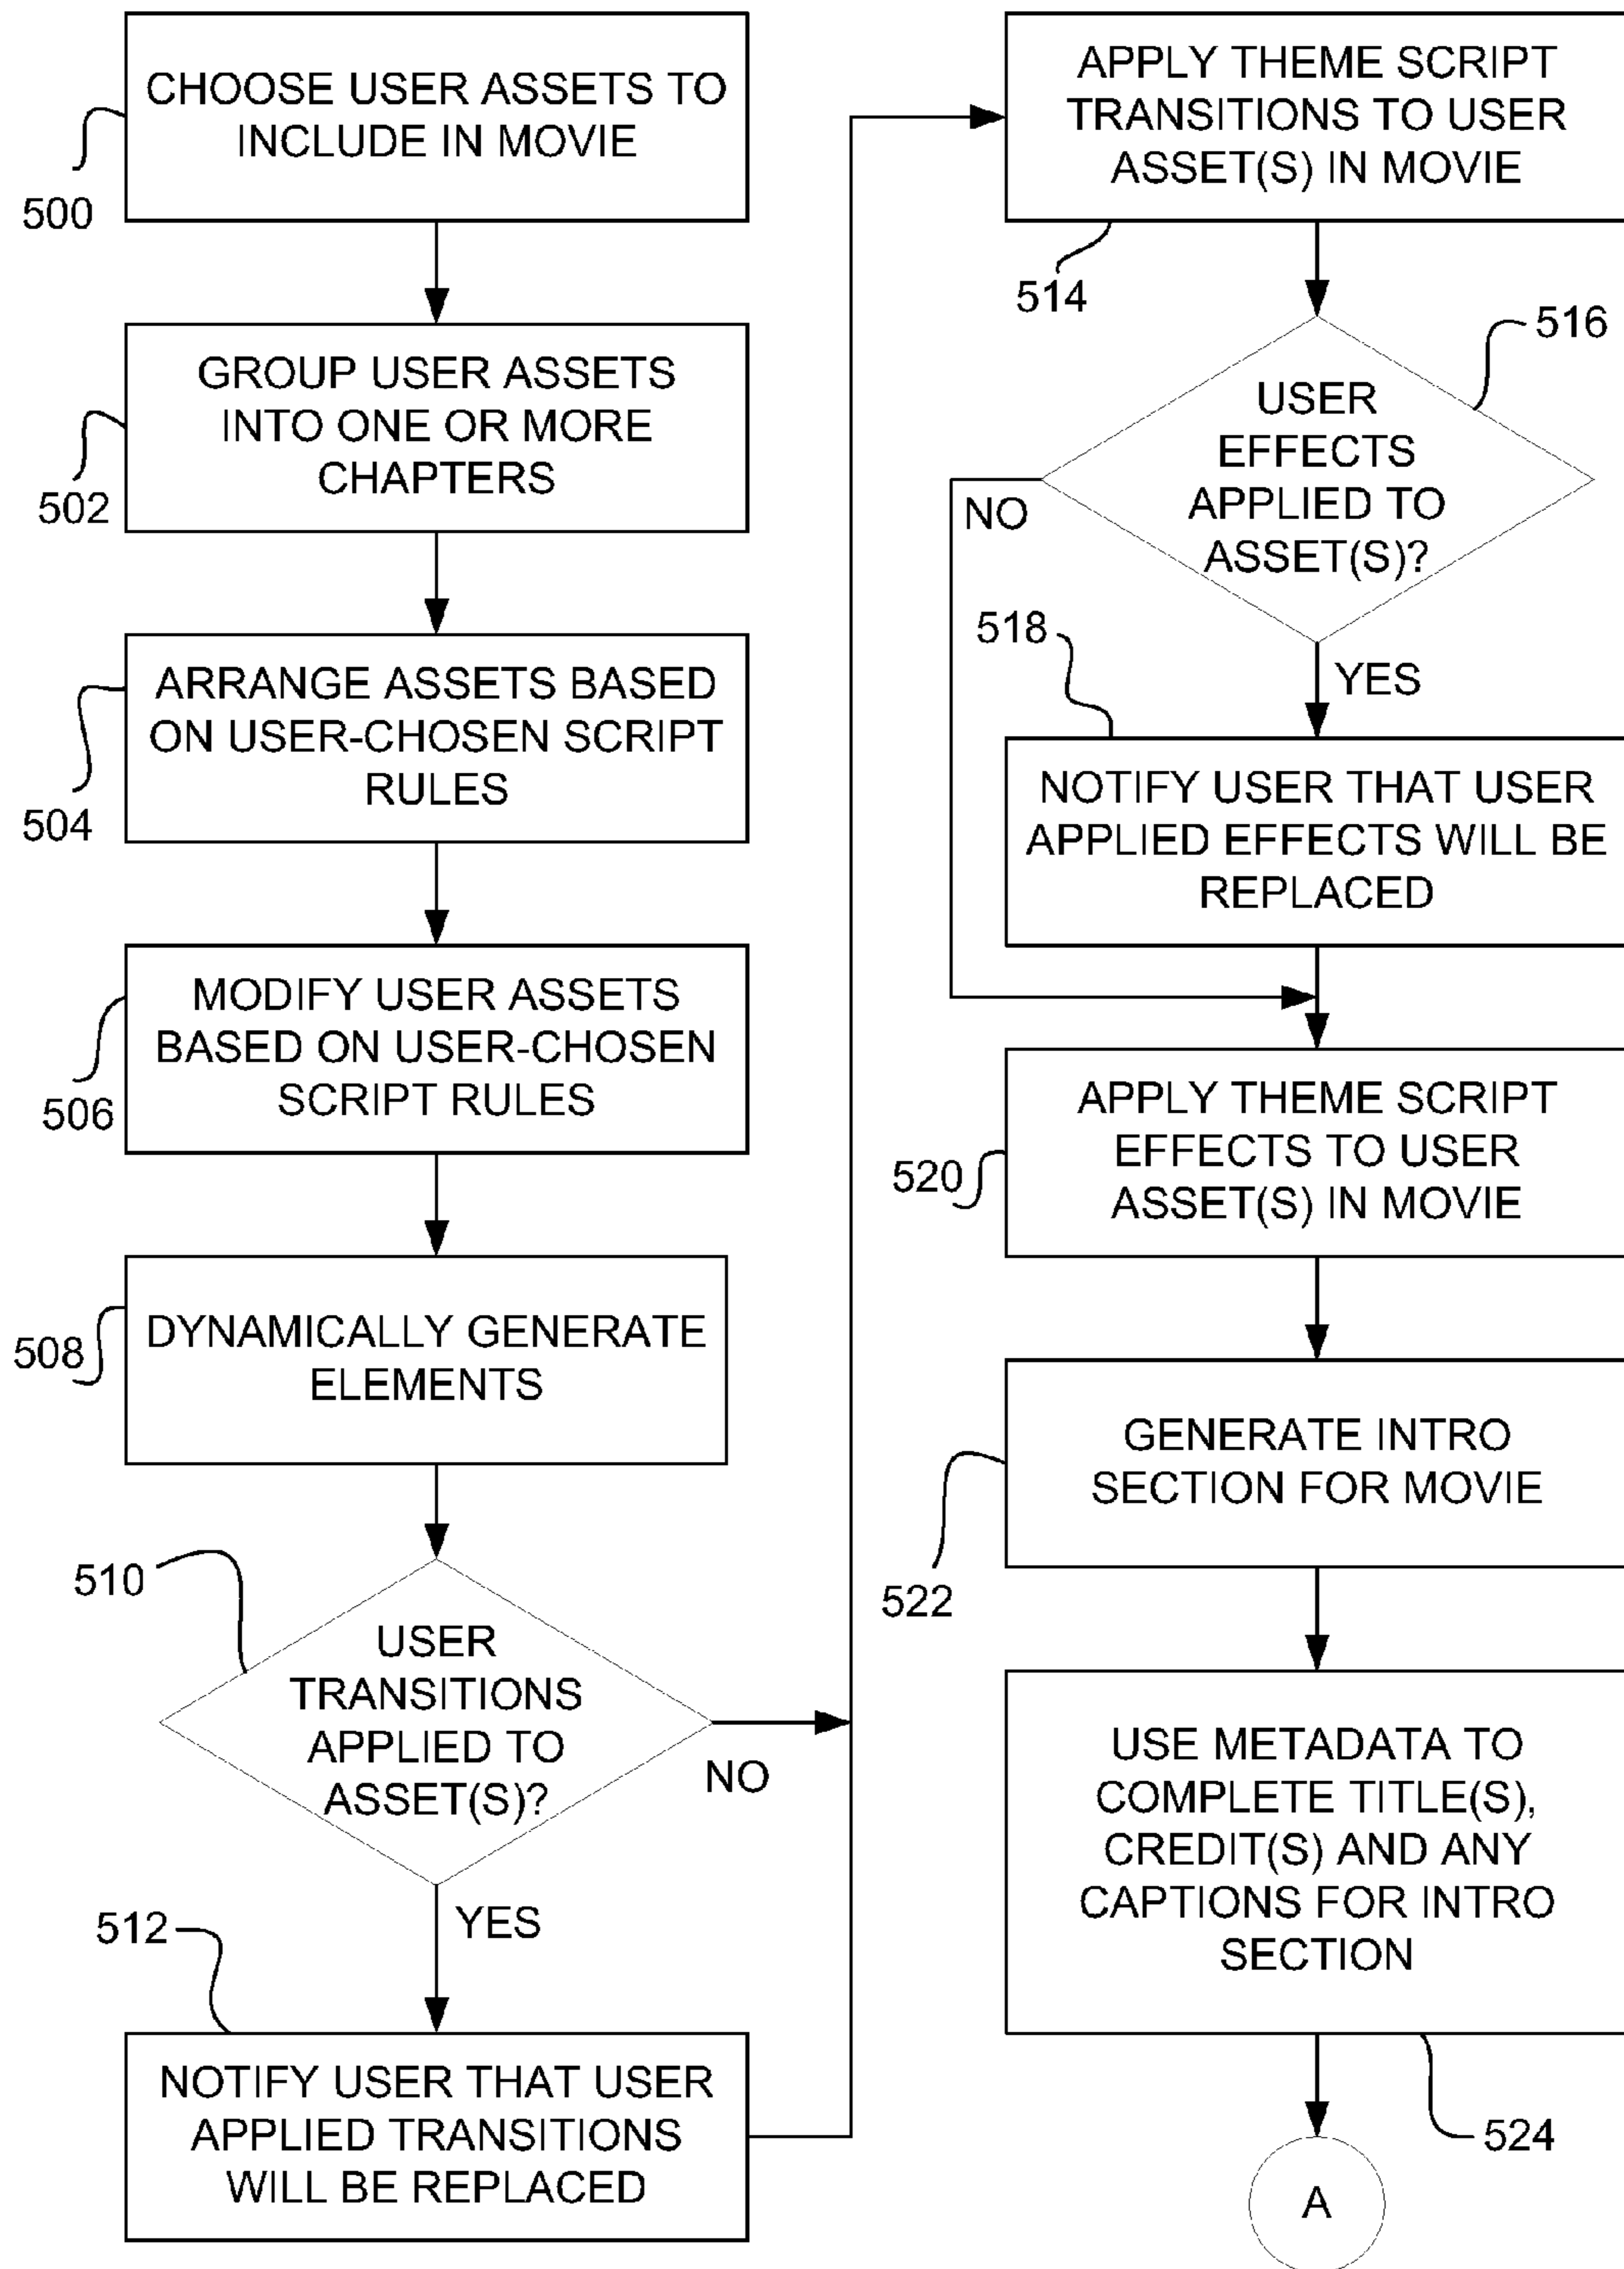 CHOOSE USER ASSETS TO
INCLUDE IN MOVIE
500
GROUP USER ASSETS
INTO ONE OR MORE
CHAPTERS
502
ARRANGE ASSETS BASED
ON USER-CHOSEN SCRIPT
RULES
504
MODIFY USER ASSETS
BASED ON USER-CHOSEN
SCRIPT RULES
506
DYNAMICALLY GENERATE
ELEMENTS
508
510
USER
TRANSITIONS
APPLIED TO
ASSET(S)?
NO
YES
512
NOTIFY USER THAT USER
APPLIED TRANSITIONS
WILL BE REPLACED
APPLY THEME SCRIPT
TRANSITIONS TO USER
ASSET(S) IN MOVIE
514
516
USER
EFFECTS
APPLIED TO
ASSET(S)?
NO
YES
518
NOTIFY USER THAT USER
APPLIED EFFECTS WILL BE
REPLACED
APPLY THEME SCRIPT
EFFECTS TO USER
ASSET(S) IN MOVIE
520
GENERATE INTRO
SECTION FOR MOVIE
522
USE METADATA TO
COMPLETE TITLE(S),
CREDIT(S) AND ANY
CAPTIONS FOR INTRO
SECTION
524
A